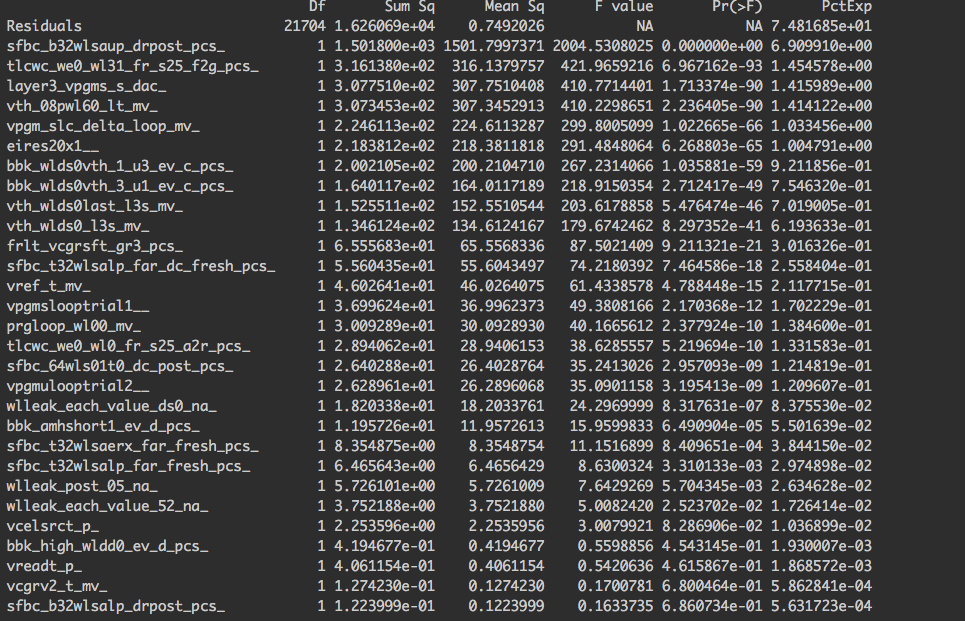 Df Sum Sq Mean Sq F value Pr(>F) PctExp
Residuals 21704 1.626069e+04 0.7492026 NA NA 7.481685e+01
sfbc_b32wlsaup_drpost_pcs_ 1 1.501800e+03 1501.7997371 2004.5308025 0.000000e+00 6.909910e+00
tlcwc_we0_wl31_fr_s25_f2g_pcs_ 1 3.161380e+02 316.1379757 421.9659216 6.967162e-93 1.454578e+00
layer3_vpgms_s_dac_ 1 3.077510e+02 307.7510408 410.7714401 1.713374e-90 1.415989e+00
vth_08pwl60_lt_mv_ 1 3.073453e+02 307.3452913 410.2298651 2.236405e-90 1.414122e+00
vpgm_slc_delta_loop_mv_ 1 2.246113e+02 224.6113287 299.8005099 1.022665e-66 1.033456e+00
eires20x1__ 1 2.183812e+02 218.3811818 291.4848064 6.268803e-65 1.004791e+00
bbk_wlds0vth_1_u3_ev_c_pcs_ 1 2.002105e+02 200.2104710 267.2314066 1.035881e-59 9.211856e-01
bbk_wlds0vth_3_u1_ev_c_pcs_ 1 1.640117e+02 164.0117189 218.9150354 2.712417e-49 7.546320e-01
vth_wlds0last_l3s_mv_ 1 1.525511e+02 152.5510544 203.6178858 5.476474e-46 7.019005e-01
vth_wlds0_l3s_mv_ 1 1.346124e+02 134.6124167 179.6742462 8.297352e-41 6.193633e-01
frlt_vcgrsft_gr3_pcs_ 1 6.555683e+01 65.5568336 87.5021409 9.211321e-21 3.016326e-01
sfbc_t32wlsalp_far_dc_fresh_pcs_ 1 5.560435e+01 55.6043497 74.2180392 7.464586e-18 2.558404e-01
vref_t_mv_ 1 4.602641e+01 46.0264075 61.4338578 4.788448e-15 2.117715e-01
vpgmslooptrial1__ 1 3.699624e+01 36.9962373 49.3808166 2.170368e-12 1.702229e-01
prgloop_wl00_mv_ 1 3.009289e+01 30.0928930 40.1665612 2.377924e-10 1.384600e-01
tlcwc_we0_wl0_fr_s25_a2r_pcs_ 1 2.894062e+01 28.9406153 38.6285557 5.219694e-10 1.331583e-01
sfbc_64wls01t0_dc_post_pcs_ 1 2.640288e+01 26.4028764 35.2413026 2.957093e-09 1.214819e-01
vpgmulooptrial2__ 1 2.628961e+01 26.2896068 35.0901158 3.195413e-09 1.209607e-01
wlleak_each_value_ds0_na_ 1 1.820338e+01 18.2033761 24.2969999 8.317631e-07 8.375530e-02
bbk_amhshort1_ev_d_pcs_ 1 1.195726e+01 11.9572613 15.9599833 6.490904e-05 5.501639e-02
sfbc_t32wlsaerx_far_fresh_pcs_ 1 8.354875e+00 8.3548754 11.1516899 8.409651e-04 3.844150e-02
sfbc_t32wlsalp_far_fresh_pcs_ 1 6.465643e+00 6.4656429 8.6300324 3.310133e-03 2.974898e-02
wlleak_post_05_na_ 1 5.726101e+00 5.7261009 7.6429269 5.704345e-03 2.634628e-02
wlleak_each_value_52_na_ 1 3.752188e+00 3.7521880 5.0082420 2.523702e-02 1.726414e-02
vcelsrct_p_ 1 2.253596e+00 2.2535956 3.0079921 8.286906e-02 1.036899e-02
bbk_high_wldd0_ev_d_pcs_ 1 4.194677e-01 0.4194677 0.5598856 4.543145e-01 1.930007e-03
vreadt_p_ 1 4.061154e-01 0.4061154 0.5420636 4.615867e-01 1.868572e-03
vcgrv2_t_mv_ 1 1.274230e-01 0.1274230 0.1700781 6.800464e-01 5.862841e-04
sfbc_b32wlsalp_drpost_pcs_ 1 1.223999e-01 0.1223999 0.1633735 6.860734e-01 5.631723e-04